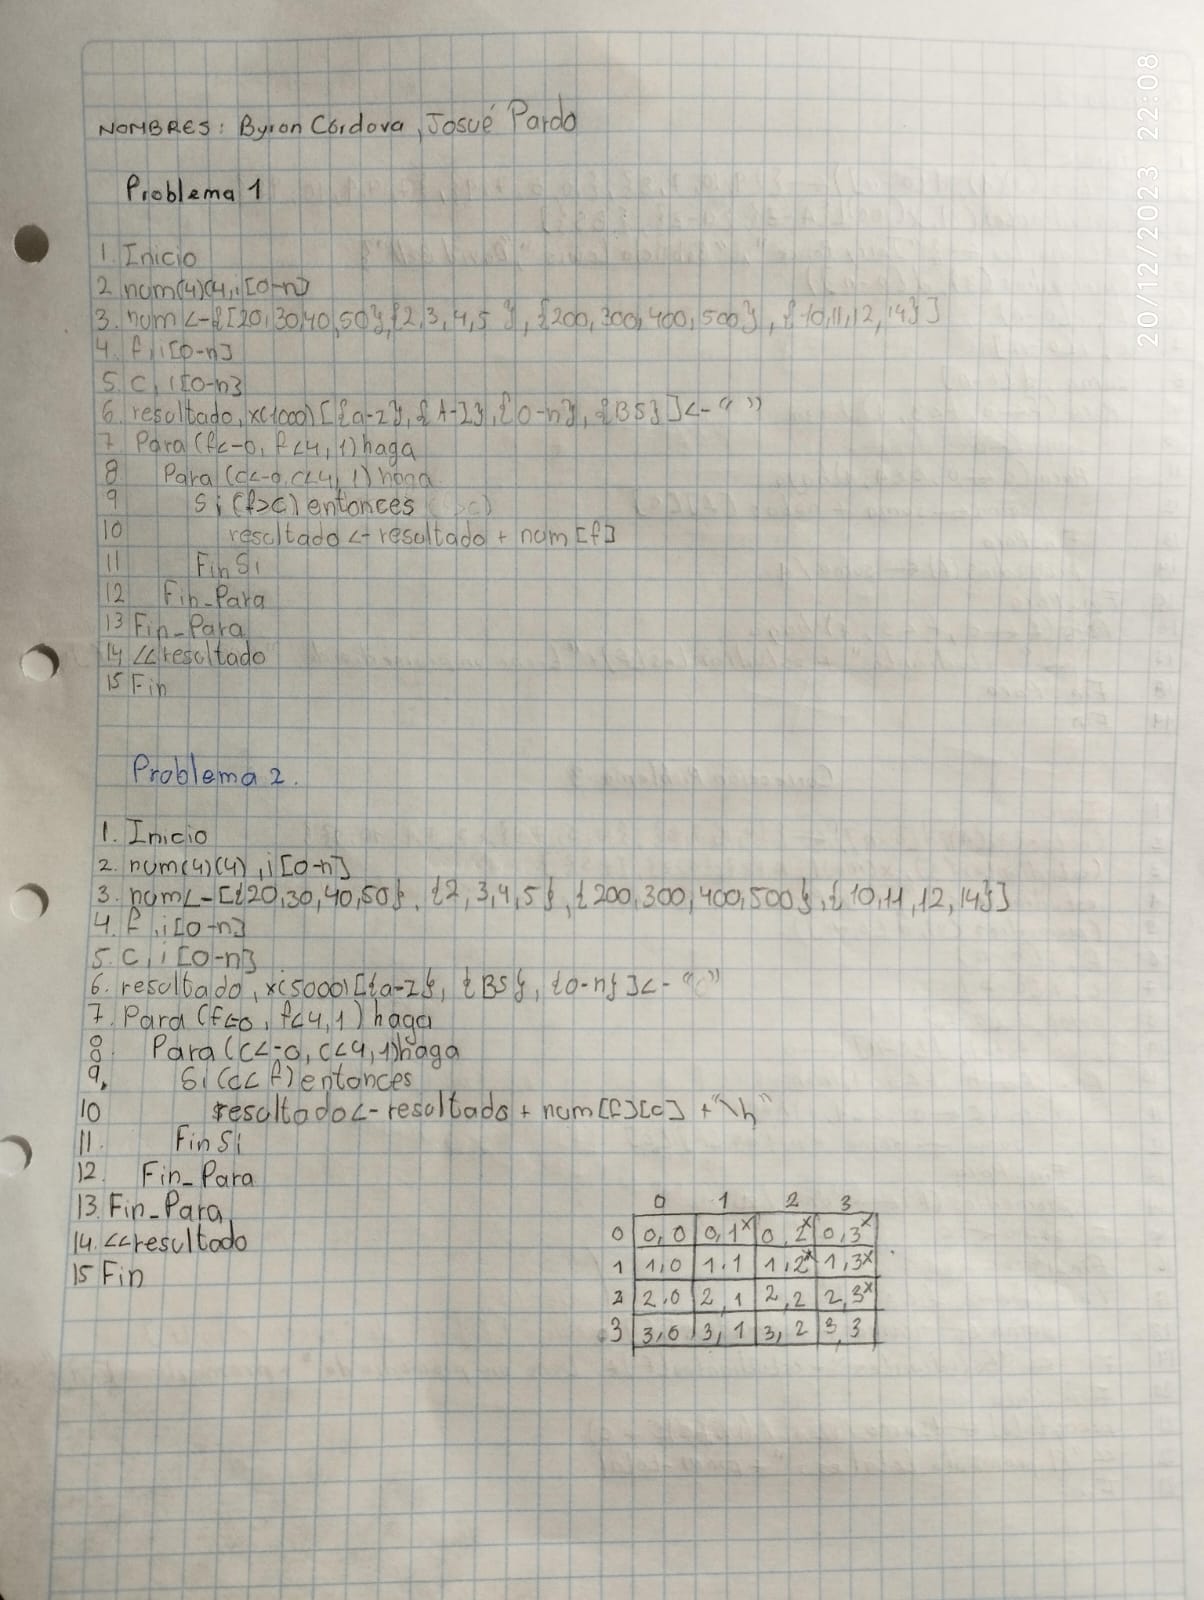 NOMBRES: Byron Córdova, Josué Pardo
Problema 1
1. Inicio
2 num(4)(4,i[0-n]
3. num<-{[20,30,40,50},{2,3,4,5}, {200,300,400,500}, {10,11,12,14}]
4. f,i[0-n]
5. c,i[0-n]
6. resultado, x(1000)[{a-z}, {A-Z}, {0-n}, {BS}]<-“ ”
7 Para (f<-0, f<4, 1) haga
8 Para (c<-0, c<4, 1) haga
9 Si (f>c) entonces
10 resultado <- resultado + num[f]
11 Fin Si
12 Fin_Para
13 Fin_Para
14 <<resultado
15 Fin
Problema 2.
1. Inicio
2. num(4)(4),i[0-n]
3. num<-[{20,30,40,50}, {2,3,4,5}, {200,300,400,500}, {10,11,12,14}]
4. f,i[0-n]
5. c,i[0-n]
6. resultado, x(5000)[{a-z}, {BS}, {0-n}]<- “ ”
7. Para (f<-0, f<4,1) haga
8. Para (c<-0, c<4,1)haga
9. Si (c<f) entonces
10 resultado<- resultado + num[f][c] + "\n"
11. Fin Si
12. Fin_Para
13. Fin_Para
14. <<resultado
15 Fin
0 1 2 3
0 0,0 0,1x 0,2x 0,3x
1 1,0 1,1 1,2x 1,3x
2 2,0 2,1 2,2 2,3x
3 3,0 3,1 3,2 3,3
20/12/2023 22:08